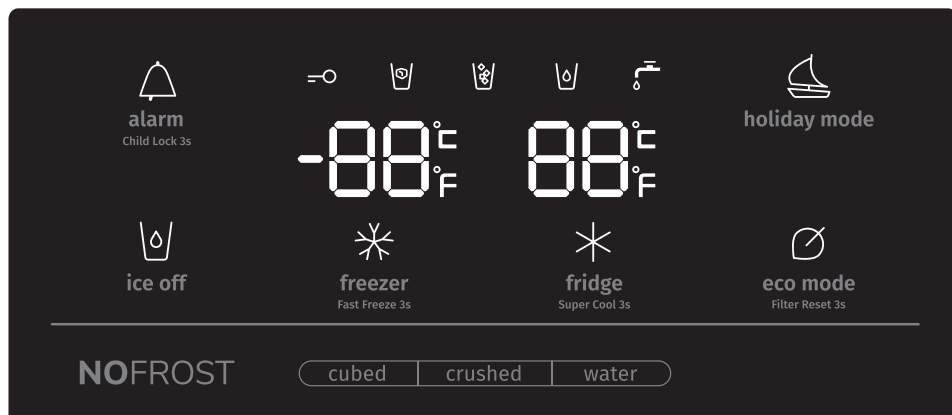 alarm
Child Lock 3s
-88°C
°F
88°C
°F
holiday mode
ice off
freezer
Fast Freeze 3s
fridge
Super Cool 3s
eco mode
Filter Reset 3s
NOFROST
cubed
crushed
water